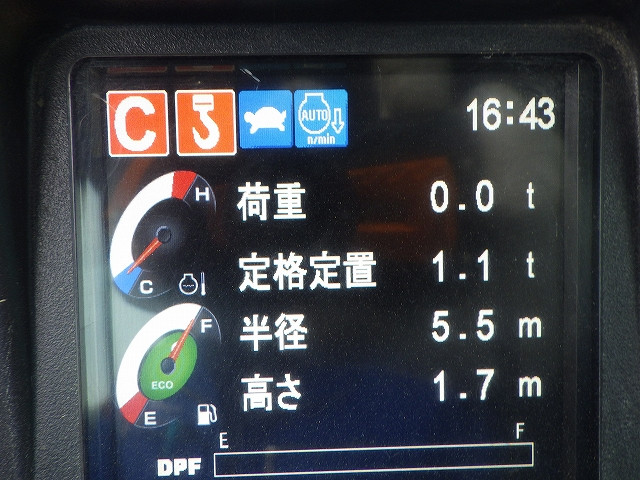 C AUTO n/min 16:43
荷重 0.0 t
H
C
定格定置 1.1 t
半径 5.5 m
F
ECO
E
高さ 1.7 m
E F
DPF